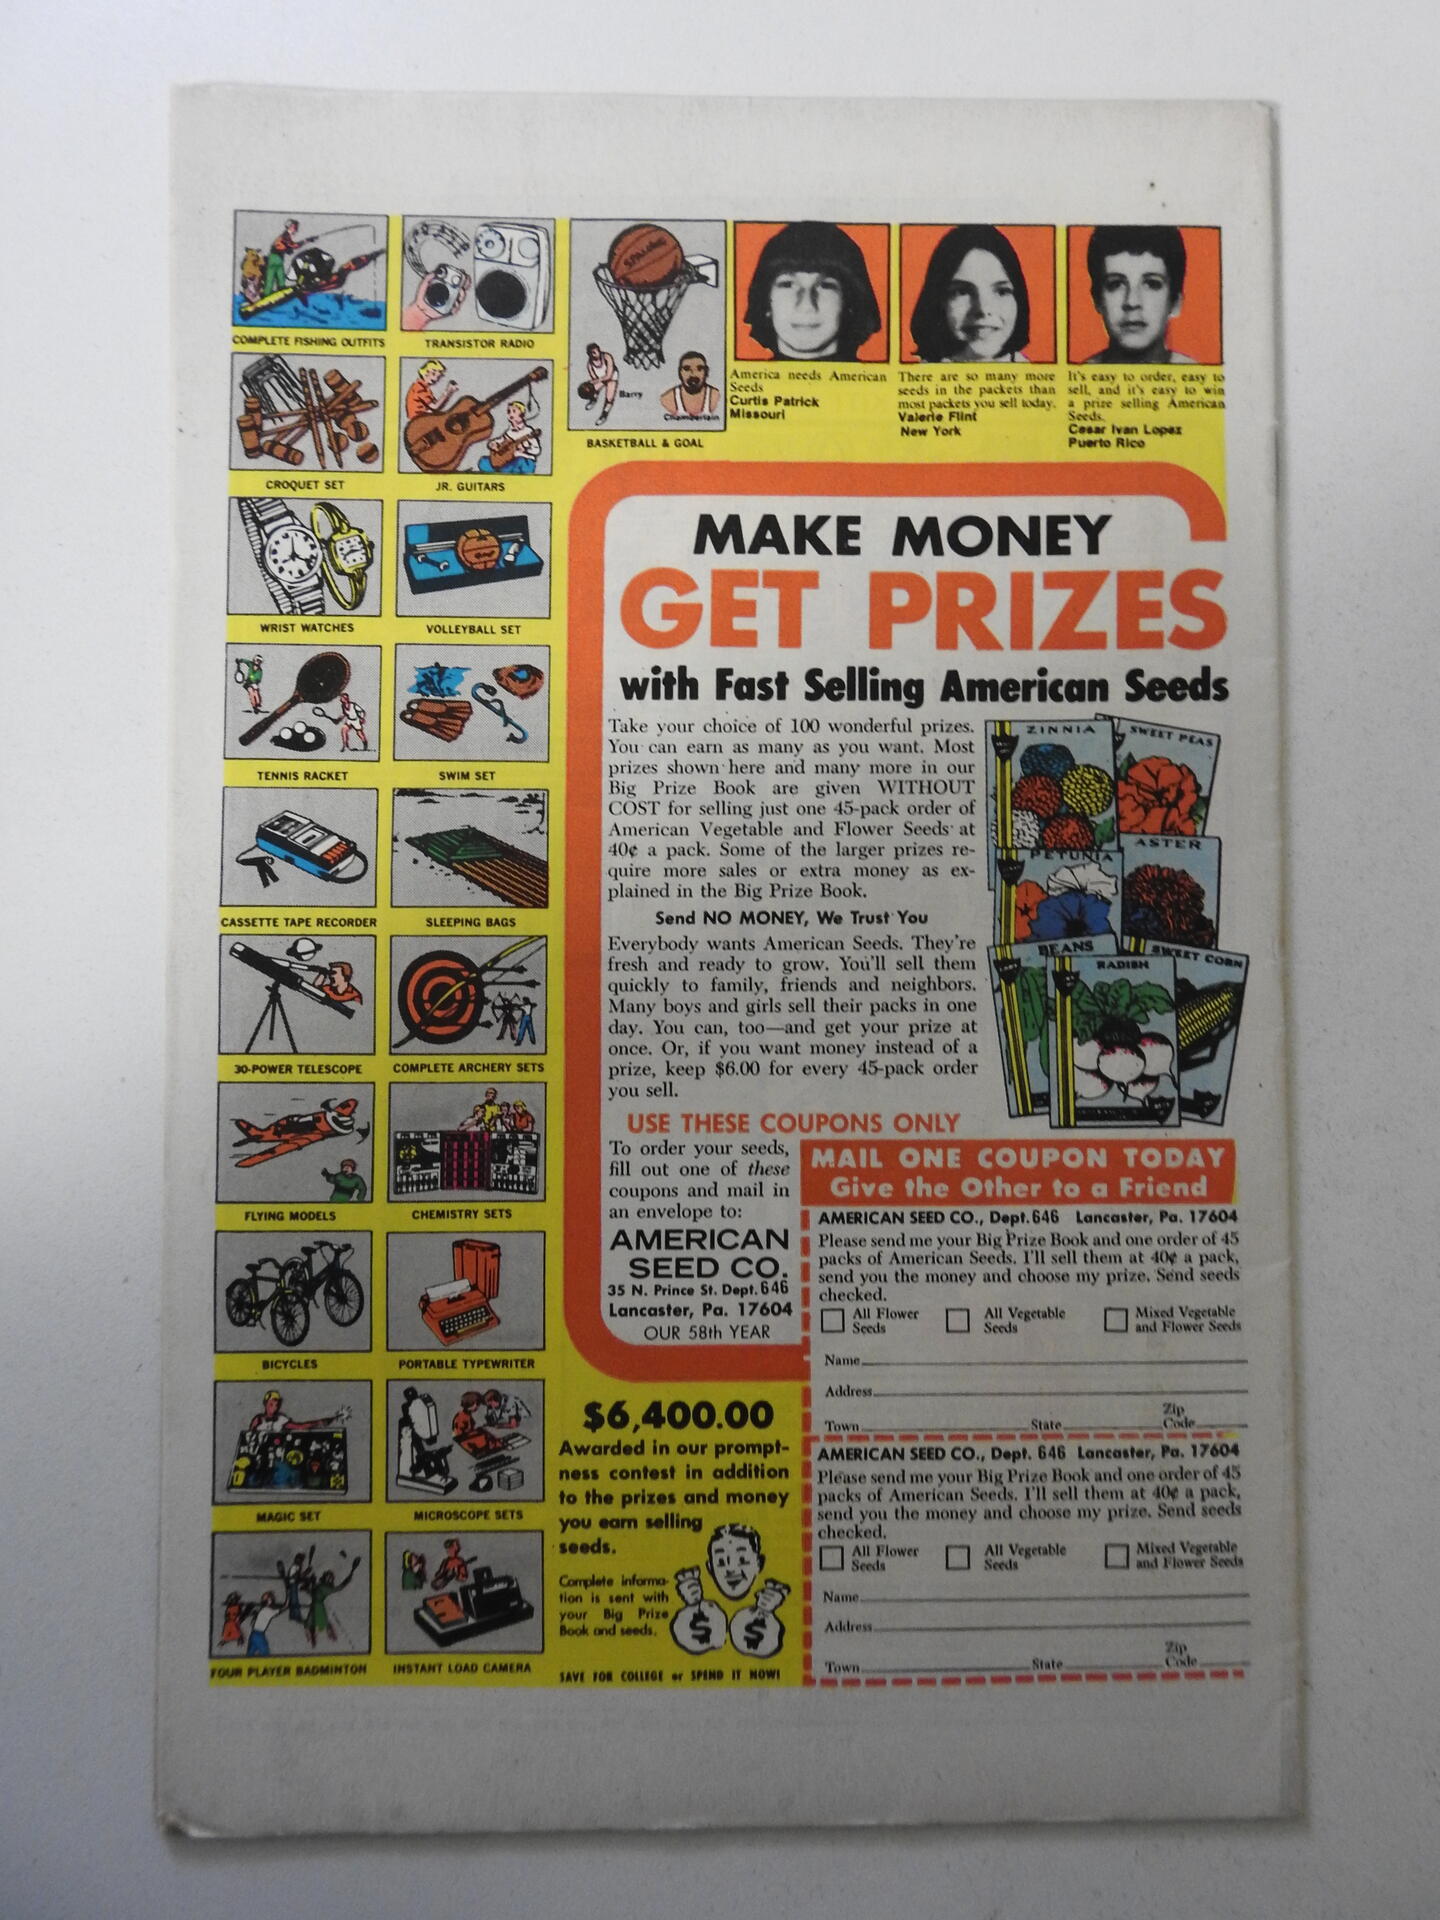 COMPLETE FISHING OUTFITS
TRANSISTOR RADIO
SPALDING
Barry
Chamberlain
BASKETBALL & GOAL
America needs American
Seeds
Curtis Patrick
Missouri
There are so many more
seeds in the packets than
most packets you sell today.
Valerie Flint
New York
It's easy to order, easy to
sell, and it's easy to win
a prize selling American
Seeds.
Cesar Ivan Lopez
Puerto Rico
CROQUET SET
JR. GUITARS
WRIST WATCHES
VOLLEYBALL SET
TENNIS RACKET
SWIM SET
CASSETTE TAPE RECORDER
SLEEPING BAGS
30-POWER TELESCOPE
COMPLETE ARCHERY SETS
FLYING MODELS
CHEMISTRY SETS
BICYCLES
PORTABLE TYPEWRITER
MAGIC SET
MICROSCOPE SETS
FOUR PLAYER BADMINTON
INSTANT LOAD CAMERA
MAKE MONEY
GET PRIZES
with Fast Selling American Seeds
Take your choice of 100 wonderful prizes.
You can earn as many as you want. Most
prizes shown here and many more in our
Big Prize Book are given WITHOUT
COST for selling just one 45-pack order of
American Vegetable and Flower Seeds at
40¢ a pack. Some of the larger prizes re-
quire more sales or extra money as ex-
plained in the Big Prize Book.
Send NO MONEY, We Trust You
Everybody wants American Seeds. They're
fresh and ready to grow. You'll sell them
quickly to family, friends and neighbors.
Many boys and girls sell their packs in one
day. You can, too—and get your prize at
once. Or, if you want money instead of a
prize, keep $6.00 for every 45-pack order
you sell.
ZINNIA
SWEET PEAS
PETUNIA
ASTER
BEANS
RADISH
SWEET CORN
USE THESE COUPONS ONLY
To order your seeds,
fill out one of these
coupons and mail in
an envelope to:
AMERICAN
SEED CO.
35 N. Prince St. Dept. 646
Lancaster, Pa. 17604
OUR 58th YEAR
$6,400.00
Awarded in our prompt-
ness contest in addition
to the prizes and money
you earn selling
seeds.
Complete informa-
tion is sent with
your Big Prize
Book and seeds.
$ $
SAVE FOR COLLEGE or SPEND IT NOW!
MAIL ONE COUPON TODAY
Give the Other to a Friend
AMERICAN SEED CO., Dept. 646 Lancaster, Pa. 17604
Please send me your Big Prize Book and one order of 45
packs of American Seeds. I'll sell them at 40¢ a pack,
send you the money and choose my prize. Send seeds
checked.
All Flower Seeds
All Vegetable Seeds
Mixed Vegetable and Flower Seeds
Name
Address
Town State Zip Code
AMERICAN SEED CO., Dept. 646 Lancaster, Pa. 17604
Please send me your Big Prize Book and one order of 45
packs of American Seeds. I'll sell them at 40¢ a pack,
send you the money and choose my prize. Send seeds
checked.
All Flower Seeds
All Vegetable Seeds
Mixed Vegetable and Flower Seeds
Name
Address
Town State Zip Code